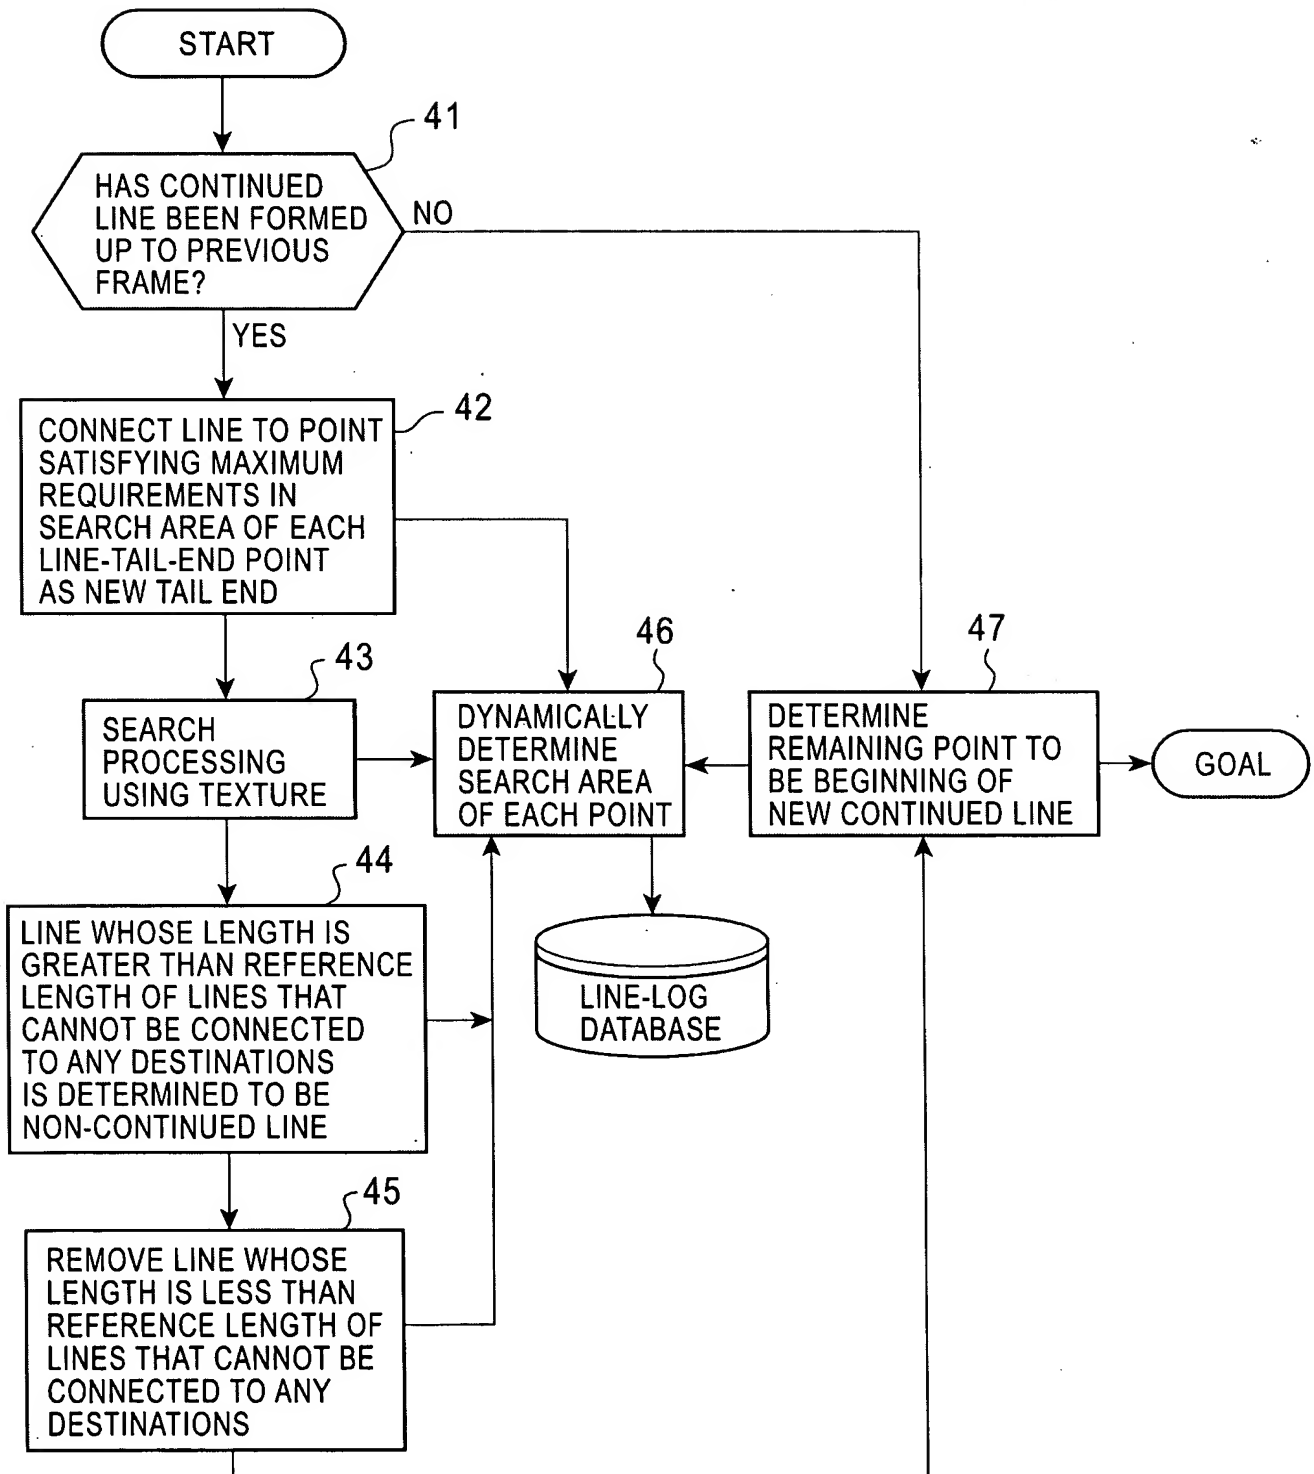 START
41
HAS CONTINUED
LINE BEEN FORMED
UP TO PREVIOUS
FRAME?
NO
YES
42
CONNECT LINE TO POINT
SATISFYING MAXIMUM
REQUIREMENTS IN
SEARCH AREA OF EACH
LINE-TAIL-END POINT
AS NEW TAIL END
43
SEARCH
PROCESSING
USING TEXTURE
46
DYNAMICALLY
DETERMINE
SEARCH AREA
OF EACH POINT
47
DETERMINE
REMAINING POINT TO
BE BEGINNING OF
NEW CONTINUED LINE
GOAL
44
LINE WHOSE LENGTH IS
GREATER THAN REFERENCE
LENGTH OF LINES THAT
CANNOT BE CONNECTED
TO ANY DESTINATIONS
IS DETERMINED TO BE
NON-CONTINUED LINE
LINE-LOG
DATABASE
45
REMOVE LINE WHOSE
LENGTH IS LESS THAN
REFERENCE LENGTH OF
LINES THAT CANNOT BE
CONNECTED TO ANY
DESTINATIONS